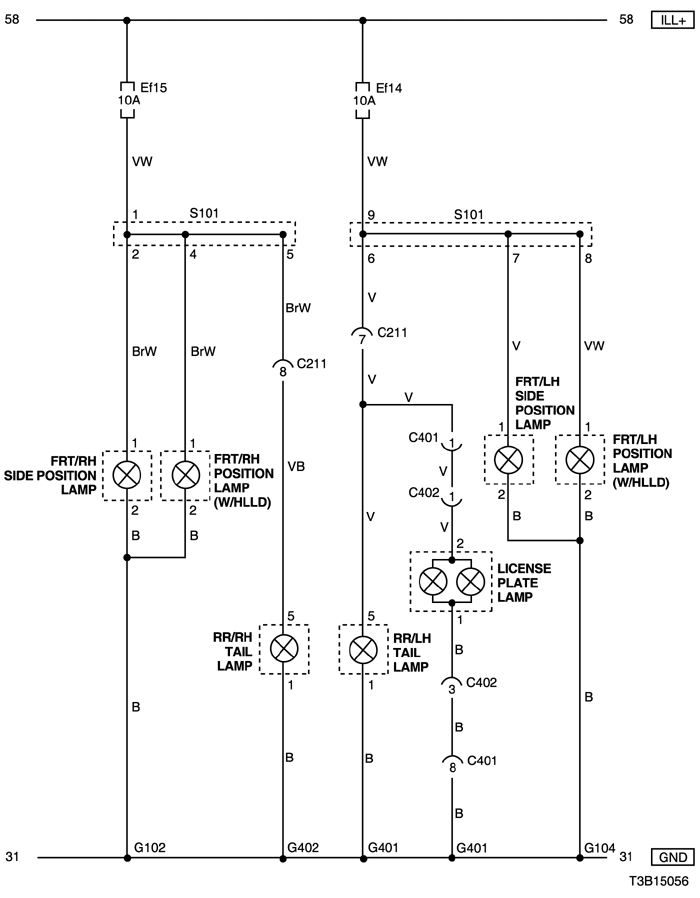 58
58 ILL+
Ef15
10A
Ef14
10A
VW
VW
1
S101
9
S101
2
4
5
6
7
8
BrW
V
7
C211
BrW
BrW
V
VW
8
C211
V
V
FRT/LH
SIDE
POSITION
LAMP
C401
1
1
1
1
1
FRT/RH
SIDE POSITION
LAMP
FRT/RH
POSITION
LAMP
(W/HLLD)
VB
V
FRT/LH
POSITION
LAMP
(W/HLLD)
C402
1
2
2
2
2
B
B
V
V
B
B
2
LICENSE
PLATE
LAMP
5
5
1
RR/RH
TAIL
LAMP
RR/LH
TAIL
LAMP
B
1
1
3
C402
B
B
B
B
B
8
C401
B
B
31
G102
G402
G401
G401
G104
31 GND
T3B15056